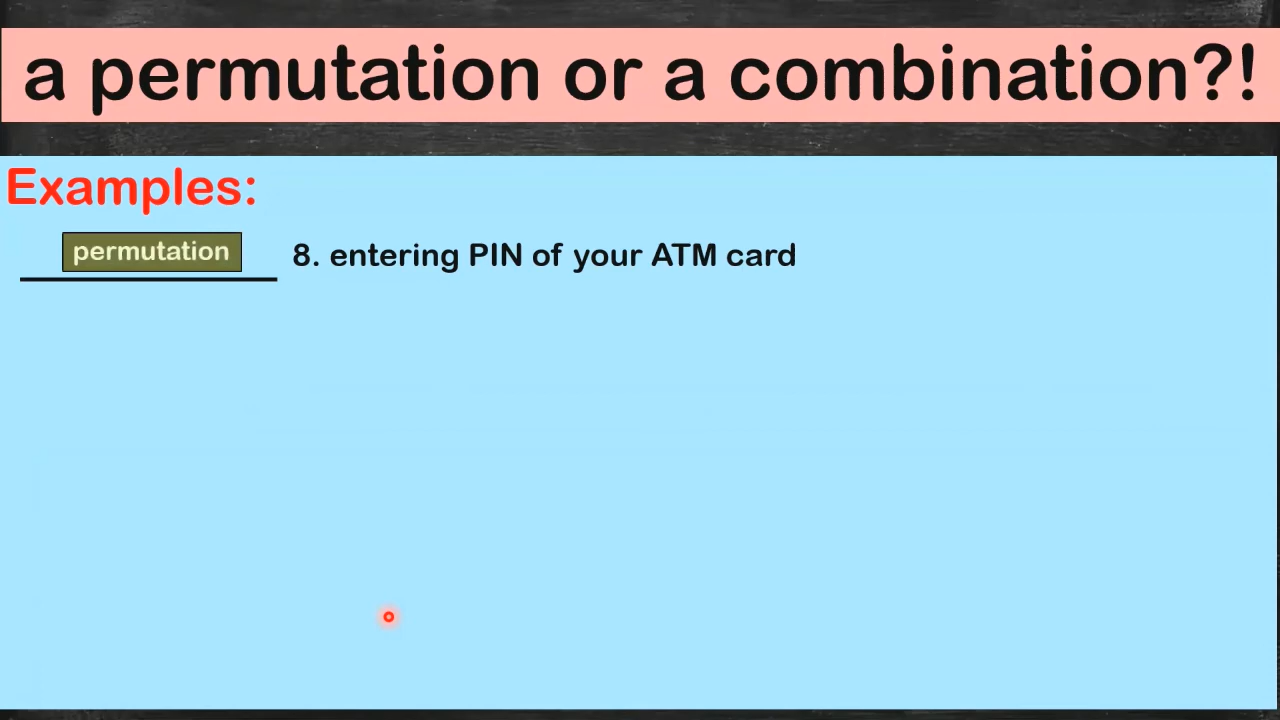 a permutation or a combination?!
Examples:
permutation 8. entering PIN of your ATM card